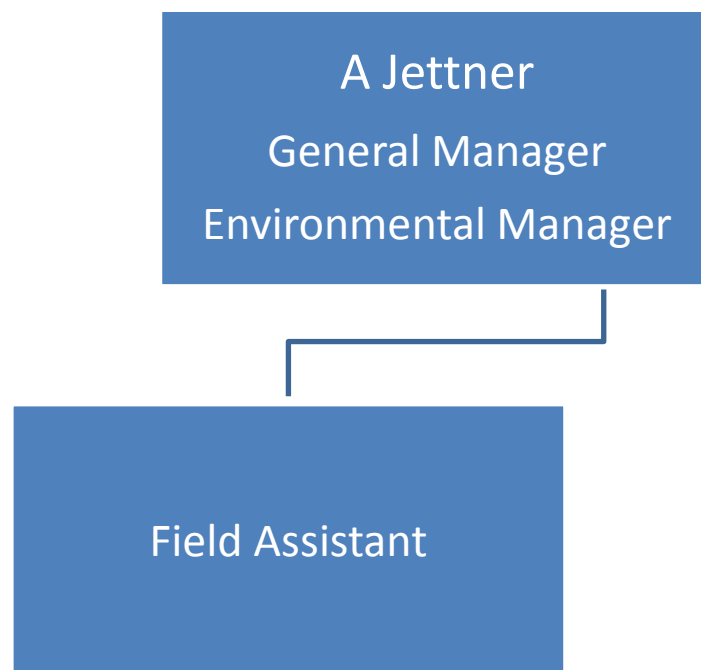 A Jettner
General Manager
Environmental Manager
Field Assistant